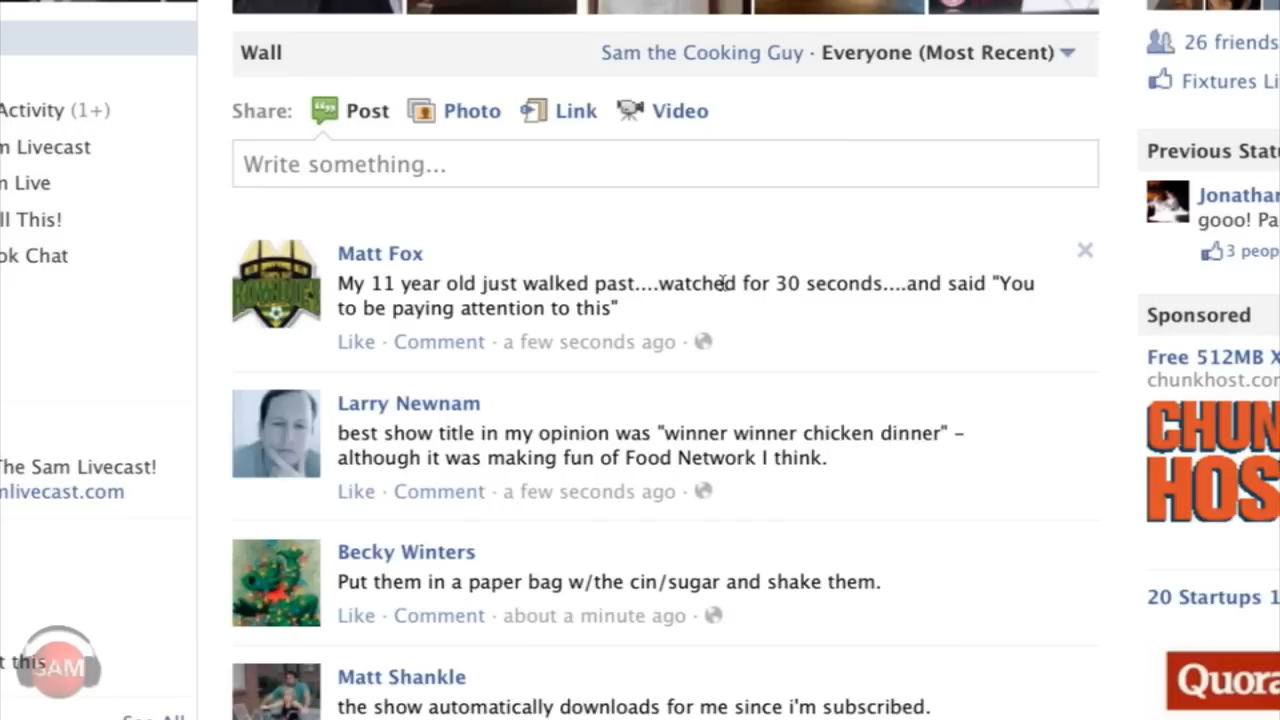 Wall
Sam the Cooking Guy · Everyone (Most Recent)
Share: Post Photo Link Video
Write something...
Matt Fox
My 11 year old just walked past....watched for 30 seconds....and said "You
to be paying attention to this"
Like · Comment · a few seconds ago ·
Larry Newnam
best show title in my opinion was "winner winner chicken dinner" –
although it was making fun of Food Network I think.
Like · Comment · a few seconds ago ·
Becky Winters
Put them in a paper bag w/the cin/sugar and shake them.
Like · Comment · about a minute ago ·
Matt Shankle
the show automatically downloads for me since i'm subscribed.
Activity (1+)
m Livecast
n Live
ll This!
ok Chat
The Sam Livecast!
nlivecast.com
t this
SAM
See All
26 friends
Fixtures Li
Previous Stat
Jonathan
gooo! Pa
3 peop
Sponsored
Free 512MB X
chunkhost.cor
CHUN
HOS
20 Startups 1
Quora